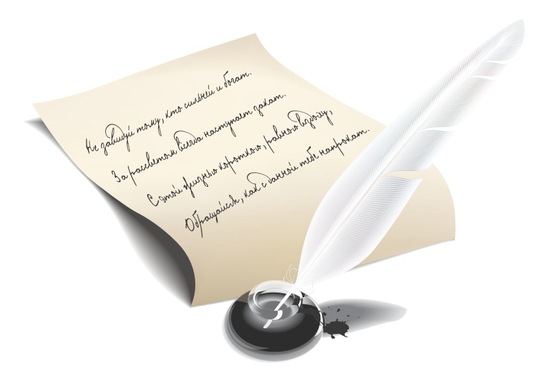 Не завидуй тому, кто сильней и богат.
За рассветом всегда наступает закат.
С этой жизнью короткою, равною вздоху,
Обращайся, как с данной тебе напрокат.